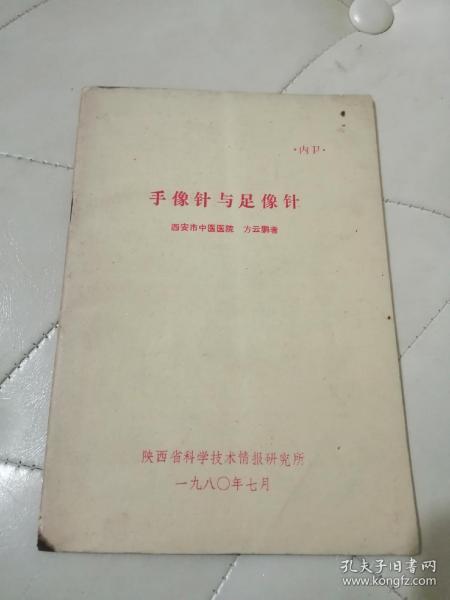 ·内卫·
手像针与足像针
西安市中医医院 方云鹏著
陕西省科学技术情报研究所
一九八〇年七月
孔夫子旧书网
www.kongfz.com